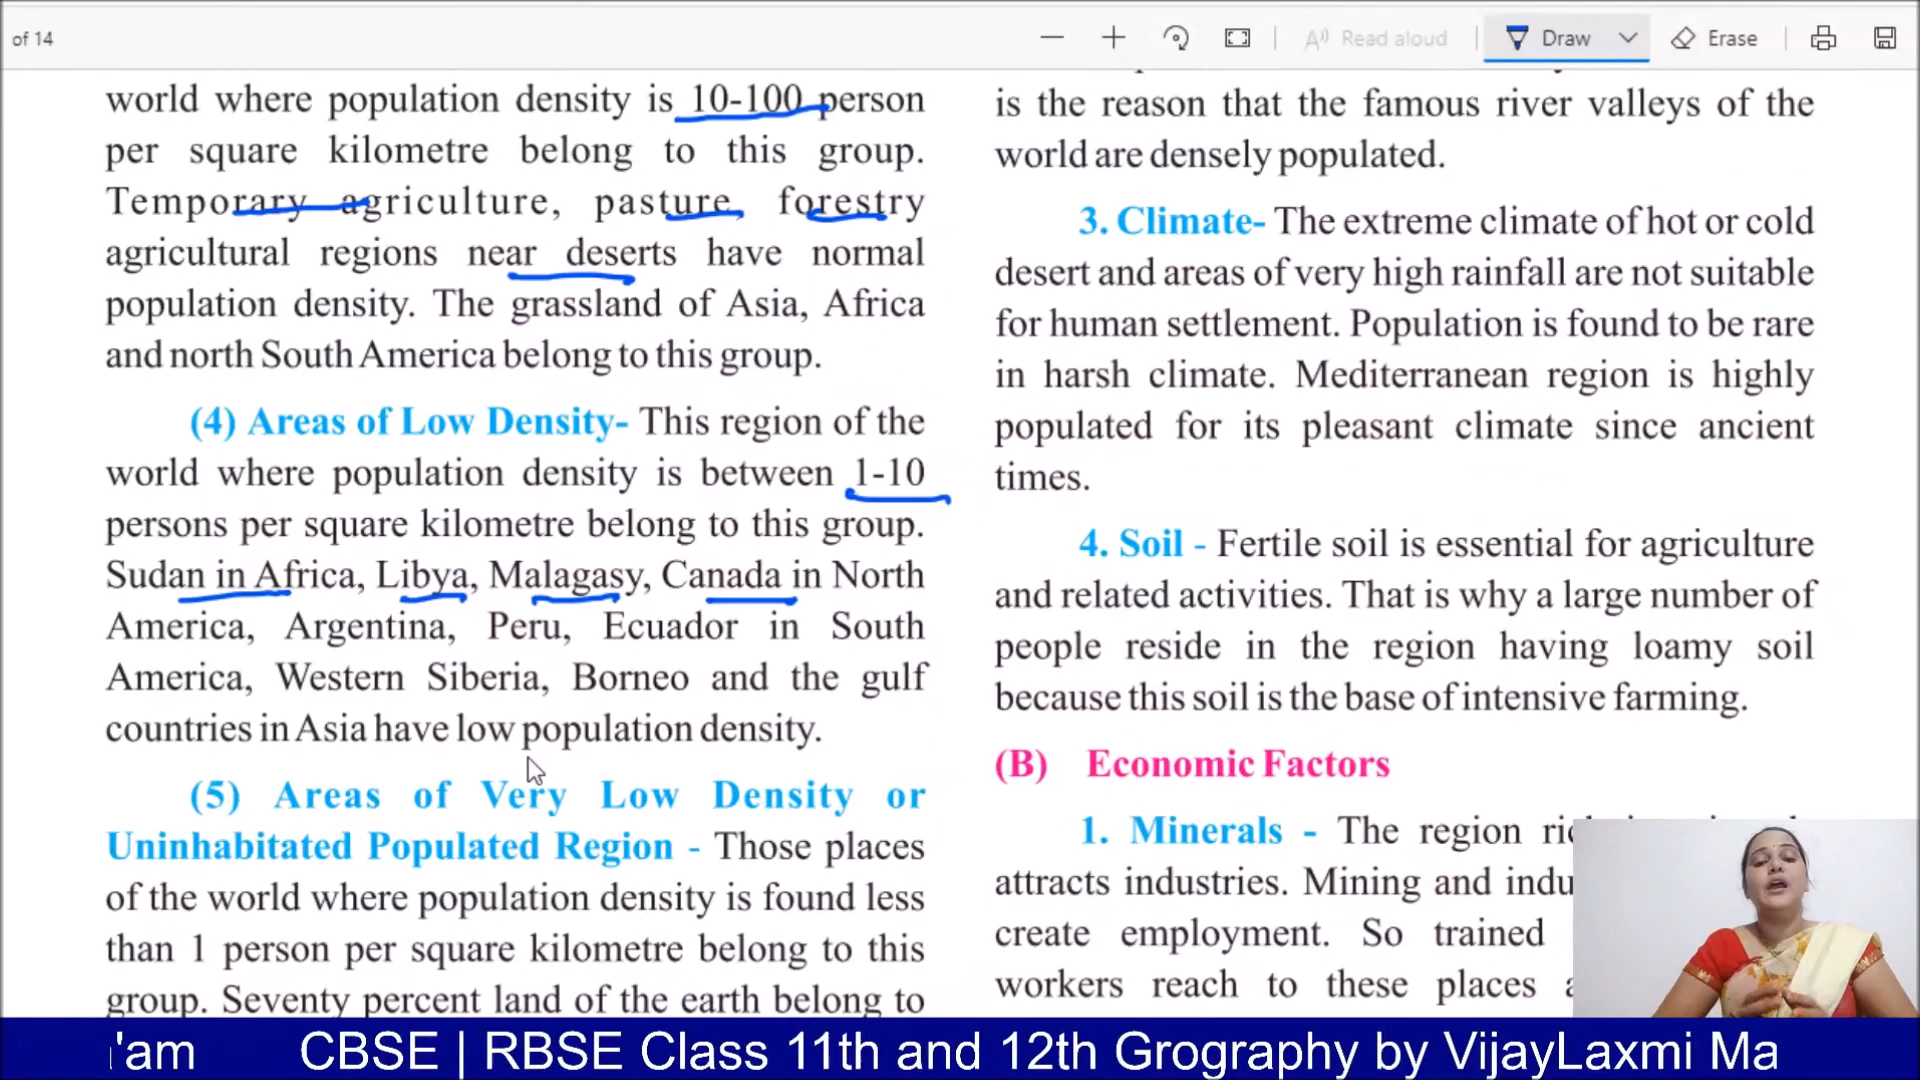 of 14
Read aloud
Draw
Erase
world where population density is 10-100 person
per square kilometre belong to this group.
Temporary agriculture, pasture, forestry
agricultural regions near deserts have normal
population density. The grassland of Asia, Africa
and north South America belong to this group.
(4) Areas of Low Density- This region of the
world where population density is between 1-10
persons per square kilometre belong to this group.
Sudan in Africa, Libya, Malagasy, Canada in North
America, Argentina, Peru, Ecuador in South
America, Western Siberia, Borneo and the gulf
countries in Asia have low population density.
(5) Areas of Very Low Density or
Uninhabitated Populated Region - Those places
of the world where population density is found less
than 1 person per square kilometre belong to this
group. Seventy percent land of the earth belong to
is the reason that the famous river valleys of the
world are densely populated.
3. Climate- The extreme climate of hot or cold
desert and areas of very high rainfall are not suitable
for human settlement. Population is found to be rare
in harsh climate. Mediterranean region is highly
populated for its pleasant climate since ancient
times.
4. Soil - Fertile soil is essential for agriculture
and related activities. That is why a large number of
people reside in the region having loamy soil
because this soil is the base of intensive farming.
(B) Economic Factors
1. Minerals - The region
attracts industries. Mining and
create employment. So trained
workers reach to these places
'am CBSE | RBSE Class 11th and 12th Grography by VijayLaxmi Ma